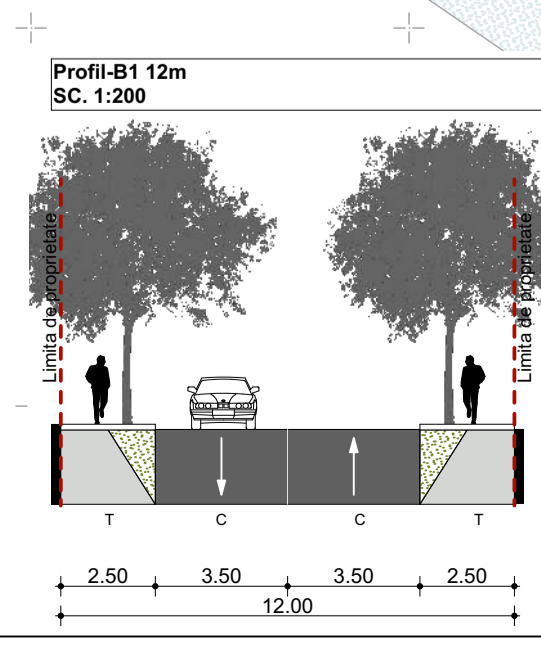 Profil-B1 12m
SC. 1:200
Limita de proprietate
Limita de proprietate
T C C T
2.50 3.50 3.50 2.50
12.00